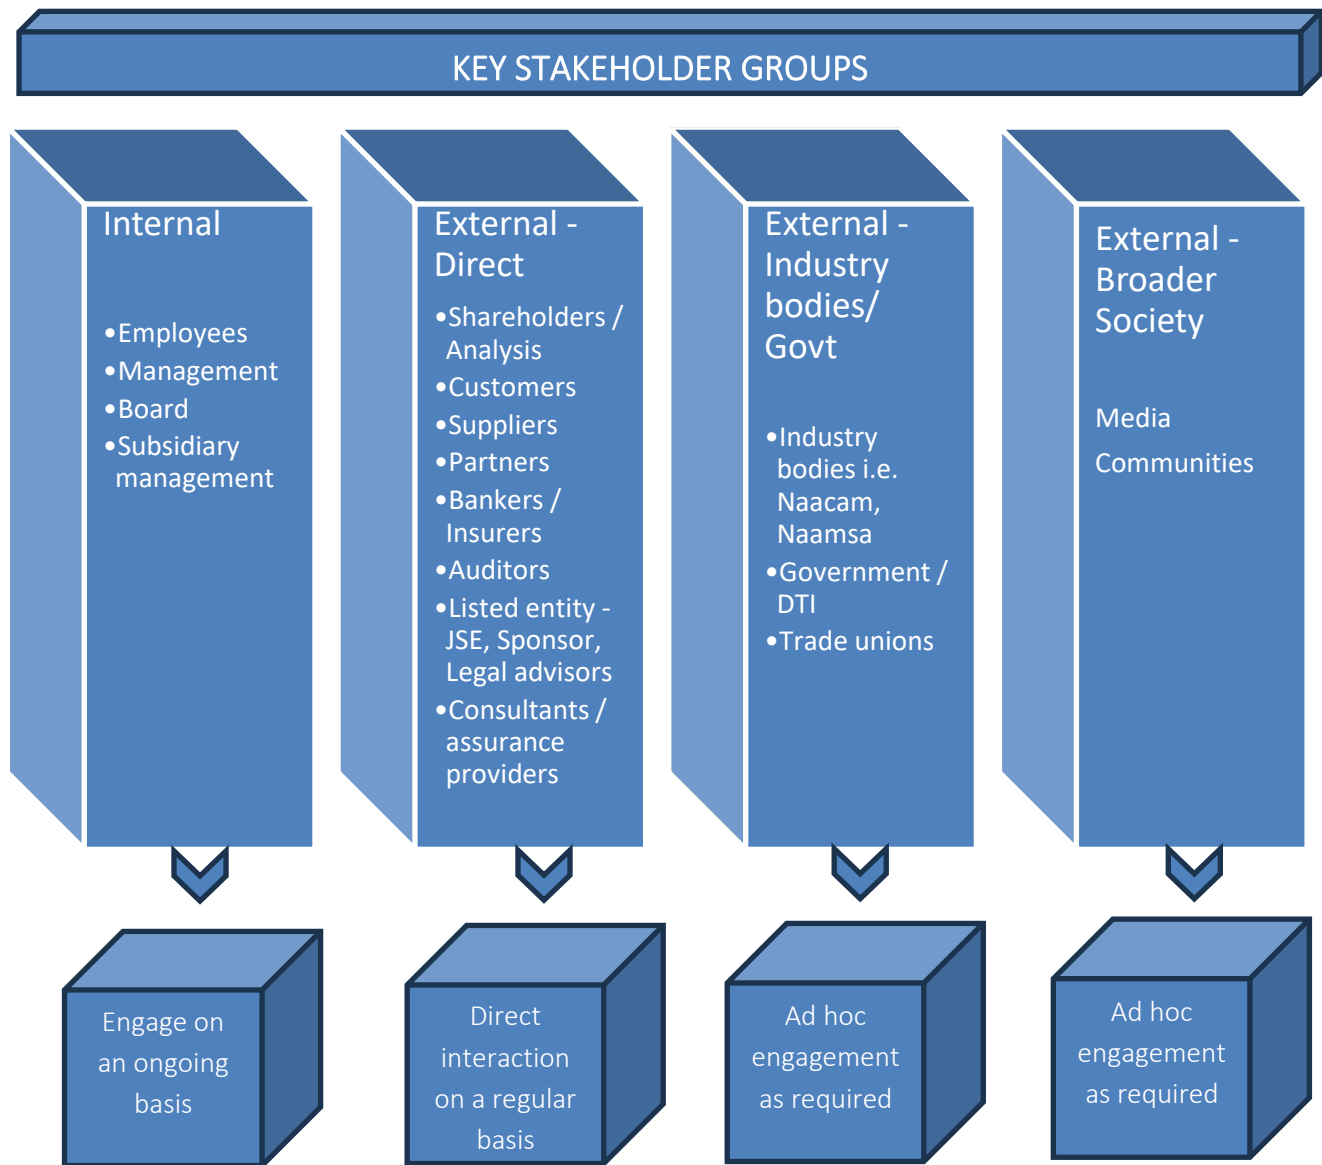 KEY STAKEHOLDER GROUPS
Internal
•Employees
•Management
•Board
•Subsidiary
management
External -
Direct
•Shareholders /
Analysis
•Customers
•Suppliers
•Partners
•Bankers /
Insurers
•Auditors
•Listed entity -
JSE, Sponsor,
Legal advisors
•Consultants /
assurance
providers
External -
Industry
bodies/
Govt
•Industry
bodies i.e.
Naacam,
Naamsa
•Government /
DTI
•Trade unions
External -
Broader
Society
Media
Communities
Engage on
an ongoing
basis
Direct
interaction
on a regular
basis
Ad hoc
engagement
as required
Ad hoc
engagement
as required